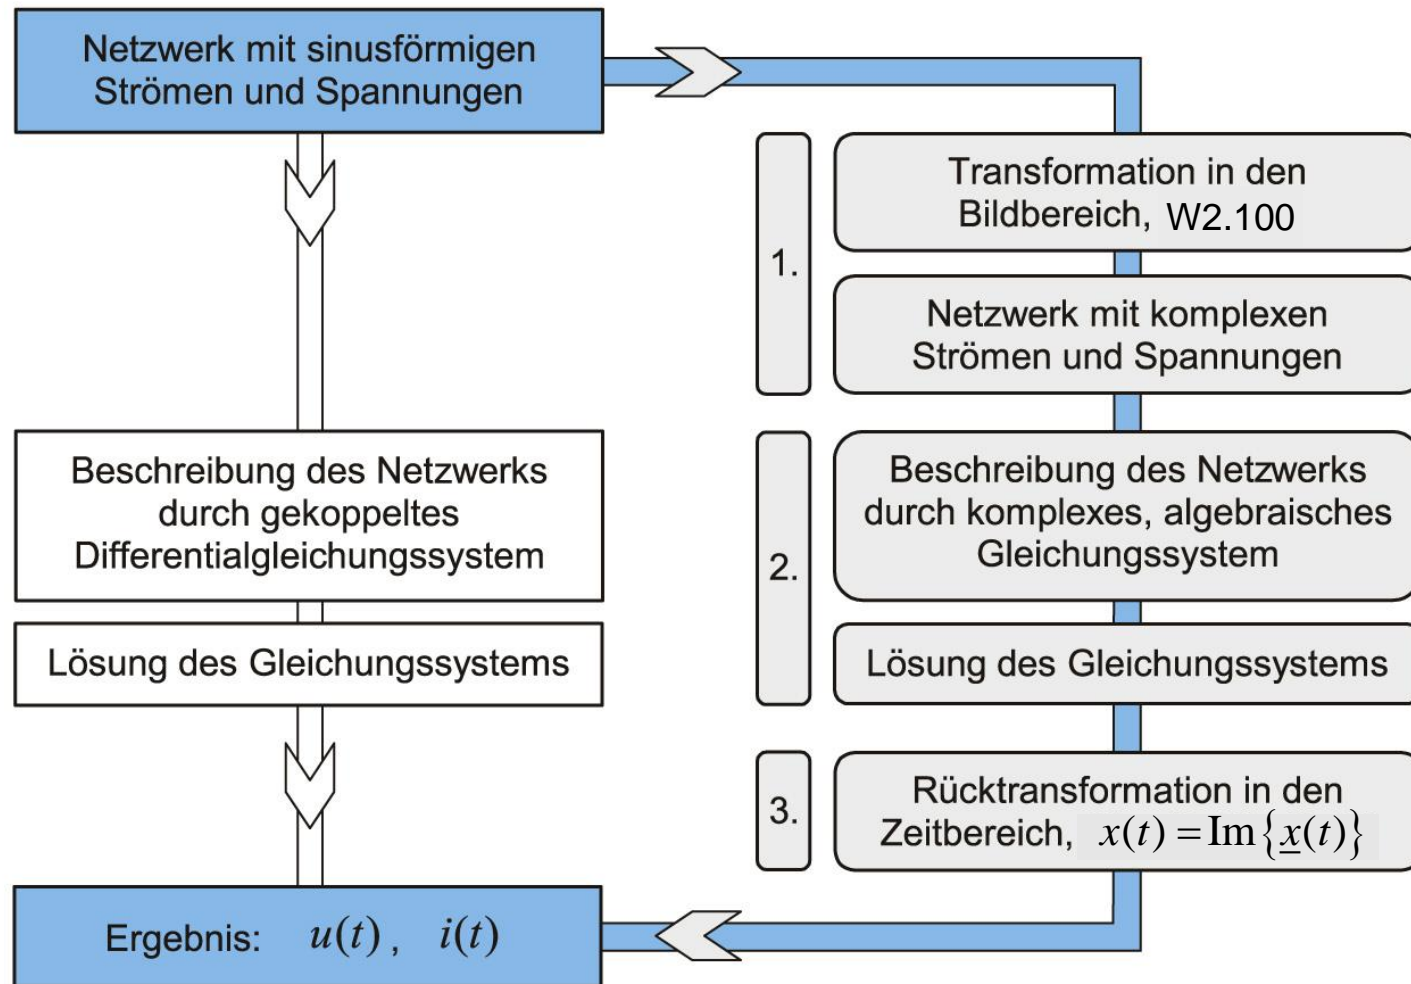 Netzwerk mit sinusförmigen
Strömen und Spannungen
Beschreibung des Netzwerks
durch gekoppeltes
Differentialgleichungssystem
Lösung des Gleichungssystems
1.
Transformation in den
Bildbereich, W2.100
Netzwerk mit komplexen
Strömen und Spannungen
2.
Beschreibung des Netzwerks
durch komplexes, algebraisches
Gleichungssystem
Lösung des Gleichungssystems
3.
Rücktransformation in den
Zeitbereich, x(t) = Im{x̲(t)}
Ergebnis: u(t), i(t)